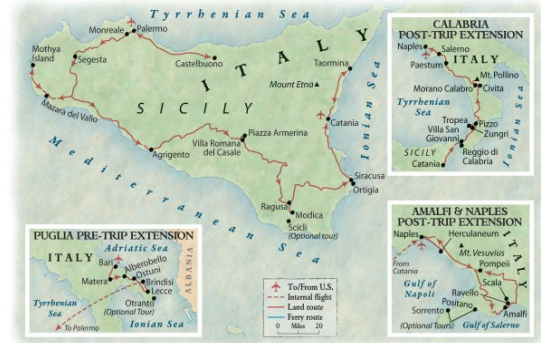 Tyrrhenian Sea
Monreale
Palermo
Mothya
Island
Segesta
Castelbuono
ITALY
Taormina
Mount Etna
SICILY
Mazara del Vallo
Catania
Ionian Sea
Piazza Armerina
Villa Romana
del Casale
Agrigento
Mediterranean Sea
Siracusa
Ortigia
Ragusa
Modica
Scicli
(Optional tour)
CALABRIA
POST-TRIP EXTENSION
Naples
Salerno
Paestum
ITALY
Mt. Pollino
Morano Calabro
Civita
Tyrrhenian
Sea
Tropea
Pizzo
Villa San
Giovanni
Zungri
Reggio di
Calabria
SICILY
Catania
Ionian Sea
PUGLIA PRE-TRIP EXTENSION
Adriatic Sea
ITALY
Bari
Alberobello
Ostuni
Matera
Brindisi
Lecce
Otranto
(Optional Tour)
ALBANIA
Tyrrhenian
Sea
Ionian Sea
To Palermo
To/From U.S.
Internal flight
Land route
Ferry route
0 Miles 20
AMALFI & NAPLES
POST-TRIP EXTENSION
Naples
Herculaneum
Mt. Vesuvius
ITALY
From
Catania
Pompeii
Gulf of
Napoli
Scala
Ravello
Positano
Sorrento
Amalfi
(Optional Tours)
Gulf of Salerno